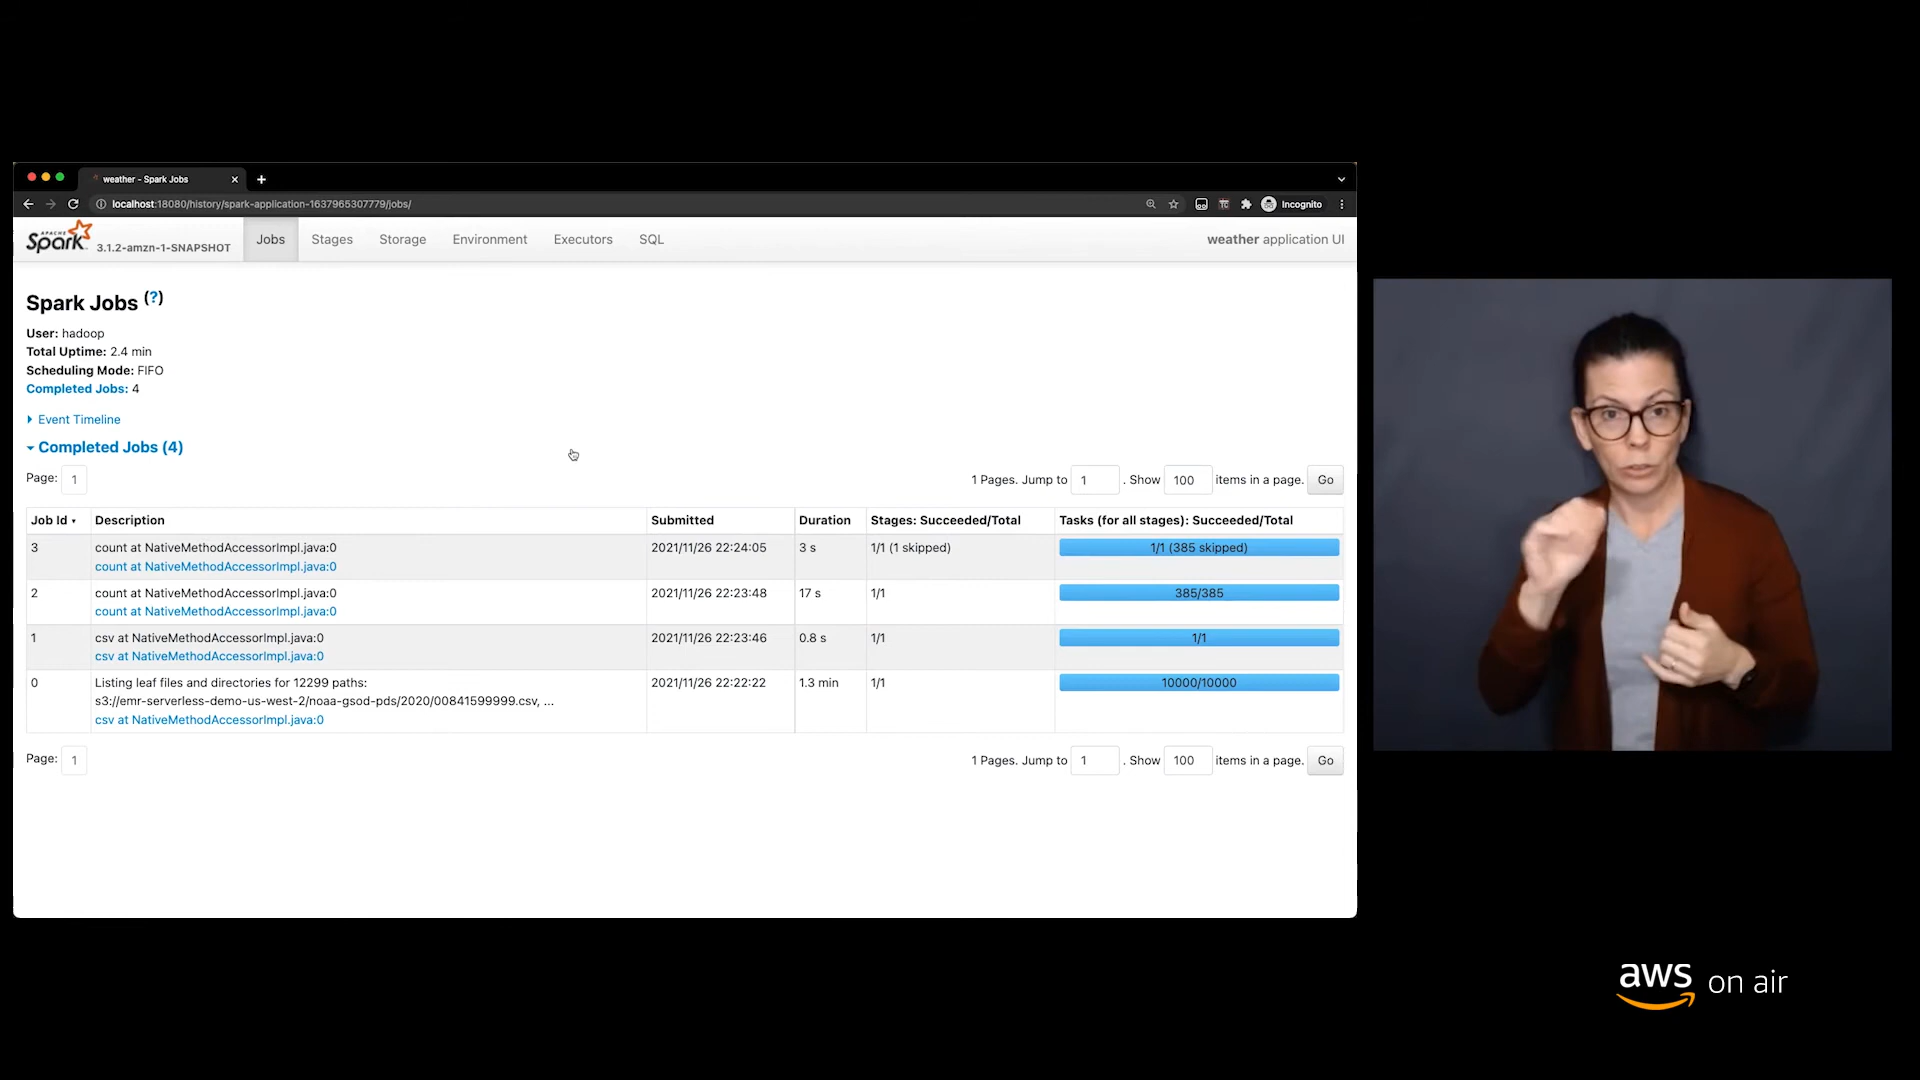 weather - Spark Jobs
localhost:18080/history/spark-application-1637965307779/jobs/
Incognito
APACHE
Spark 3.1.2-amzn-1-SNAPSHOT
Jobs Stages Storage Environment Executors SQL
weather application UI
Spark Jobs (?)
User: hadoop
Total Uptime: 2.4 min
Scheduling Mode: FIFO
Completed Jobs: 4
Event Timeline
Completed Jobs (4)
Page: 1
1 Pages. Jump to 1 . Show 100 items in a page. Go
Job Id Description Submitted Duration Stages: Succeeded/Total Tasks (for all stages): Succeeded/Total
3 count at NativeMethodAccessorImpl.java:0 2021/11/26 22:24:05 3 s 1/1 (1 skipped) 1/1 (385 skipped)
count at NativeMethodAccessorImpl.java:0
2 count at NativeMethodAccessorImpl.java:0 2021/11/26 22:23:48 17 s 1/1 385/385
count at NativeMethodAccessorImpl.java:0
1 csv at NativeMethodAccessorImpl.java:0 2021/11/26 22:23:46 0.8 s 1/1 1/1
csv at NativeMethodAccessorImpl.java:0
0 Listing leaf files and directories for 12299 paths: 2021/11/26 22:22:22 1.3 min 1/1 10000/10000
s3://emr-serverless-demo-us-west-2/noaa-gsod-pds/2020/00841599999.csv, ...
csv at NativeMethodAccessorImpl.java:0
Page: 1
1 Pages. Jump to 1 . Show 100 items in a page. Go
aws on air